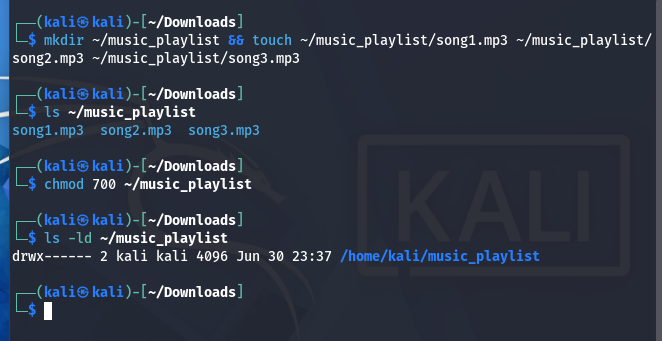 ┌──(kali㉿kali)-[~/Downloads]
└─$ mkdir ~/music_playlist && touch ~/music_playlist/song1.mp3 ~/music_playlist/
song2.mp3 ~/music_playlist/song3.mp3
┌──(kali㉿kali)-[~/Downloads]
└─$ ls ~/music_playlist
song1.mp3  song2.mp3  song3.mp3
┌──(kali㉿kali)-[~/Downloads]
└─$ chmod 700 ~/music_playlist
┌──(kali㉿kali)-[~/Downloads]
└─$ ls -ld ~/music_playlist
drwx------ 2 kali kali 4096 Jun 30 23:37 /home/kali/music_playlist
┌──(kali㉿kali)-[~/Downloads]
└─$
KALI